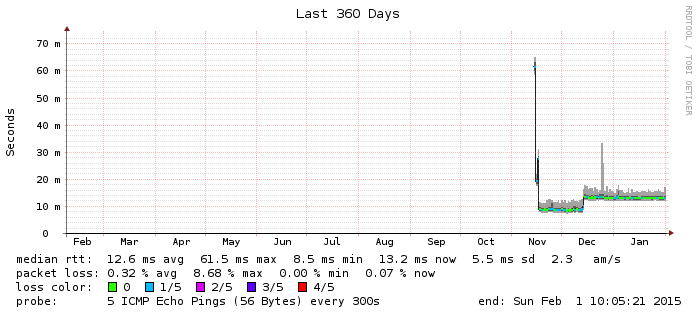 Last 360 Days
RRDTOOL / TOBI OETIKER
Seconds
70 m
60 m
50 m
40 m
30 m
20 m
10 m
0
Feb Mar Apr May Jun Jul Aug Sep Oct Nov Dec Jan
median rtt: 12.6 ms avg 61.5 ms max 8.5 ms min 13.2 ms now 5.5 ms sd 2.3 am/s
packet loss: 0.32 % avg 8.68 % max 0.00 % min 0.07 % now
loss color: 0 1/5 2/5 3/5 4/5
probe: 5 ICMP Echo Pings (56 Bytes) every 300s end: Sun Feb 1 10:05:21 2015